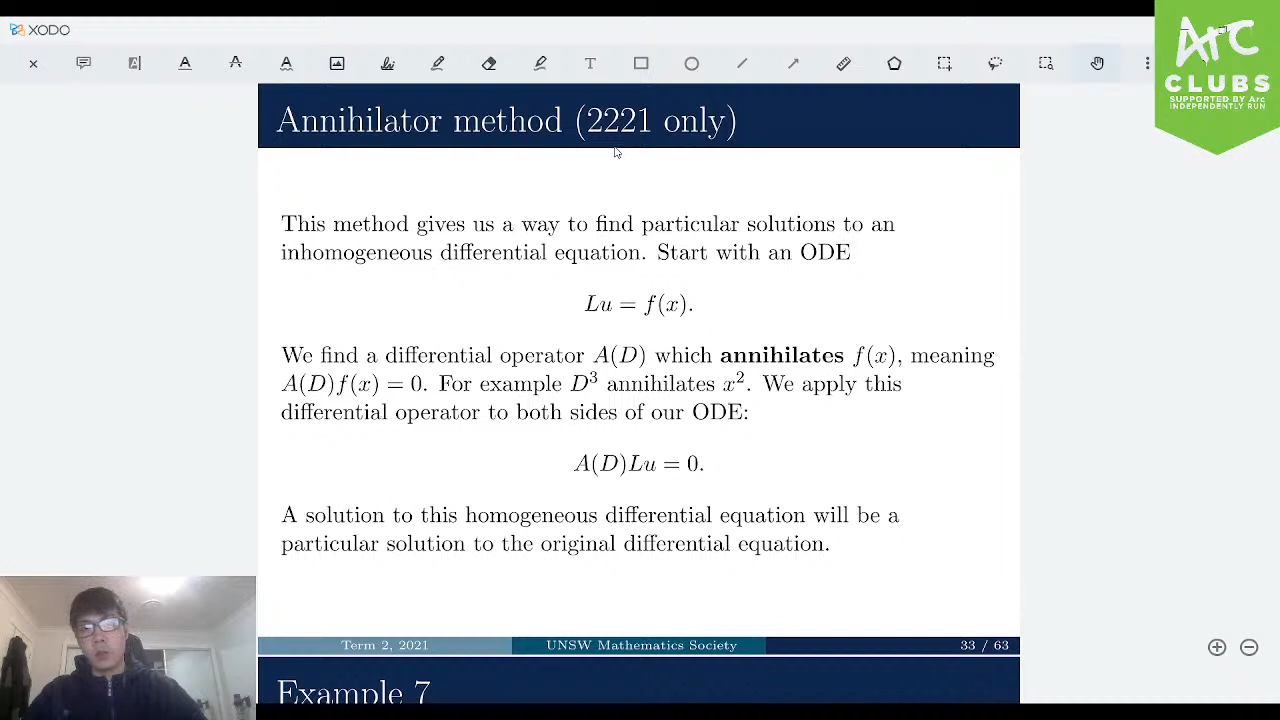 XODO
Arc
CLUBS
SUPPORTED BY Arc
INDEPENDENTLY RUN
Annihilator method (2221 only)
This method gives us a way to find particular solutions to an
inhomogeneous differential equation. Start with an ODE
Lu = f(x).
We find a differential operator A(D) which annihilates f(x), meaning
A(D)f(x) = 0. For example D³ annihilates x². We apply this
differential operator to both sides of our ODE:
A(D)Lu = 0.
A solution to this homogeneous differential equation will be a
particular solution to the original differential equation.
Term 2, 2021 UNSW Mathematics Society 33 / 63
Example 7